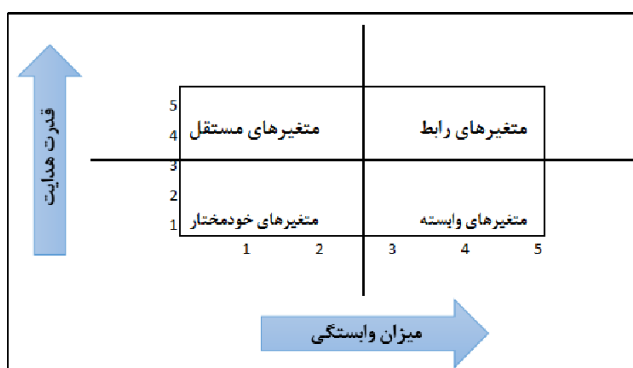 قدرت هدایت
5
متغیرهای مستقل
متغیرهای رابط
4
3
2
متغیرهای خودمختار
متغیرهای وابسته
1
1 2 3 4 5
میزان وابستگی